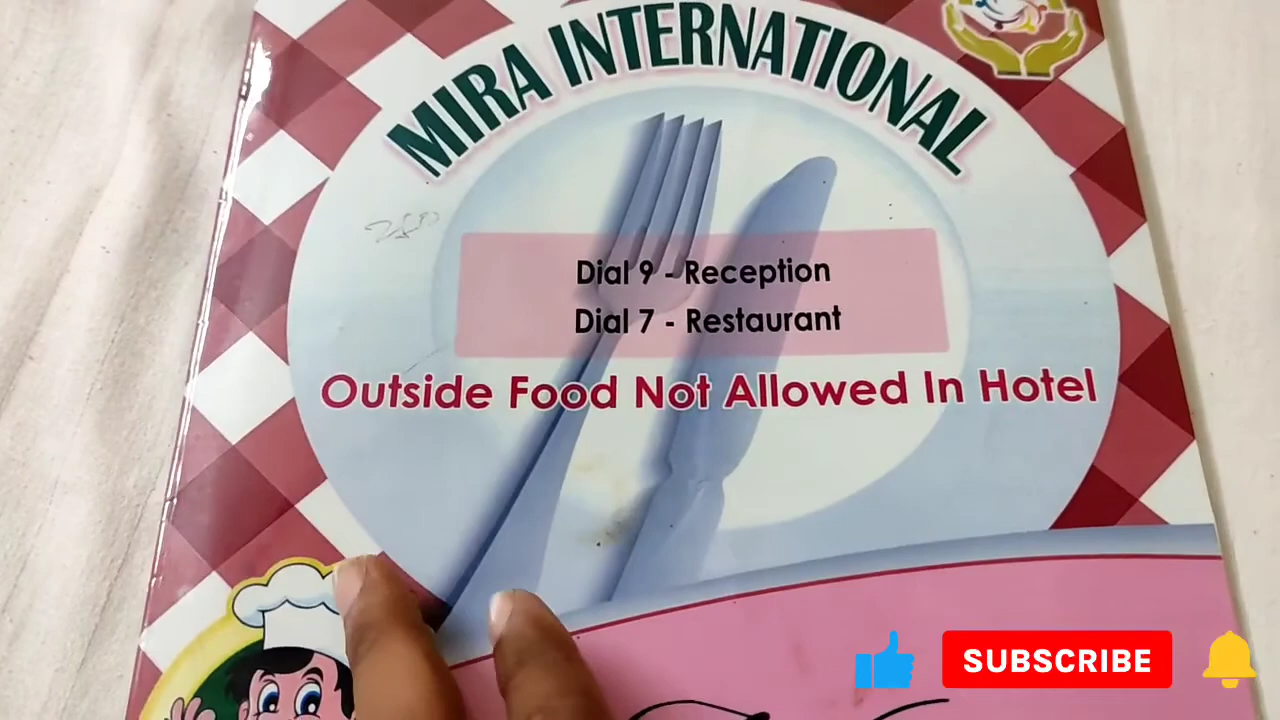 MIRA INTERNATIONAL
Dial 9 - Reception
Dial 7 - Restaurant
Outside Food Not Allowed In Hotel
SUBSCRIBE